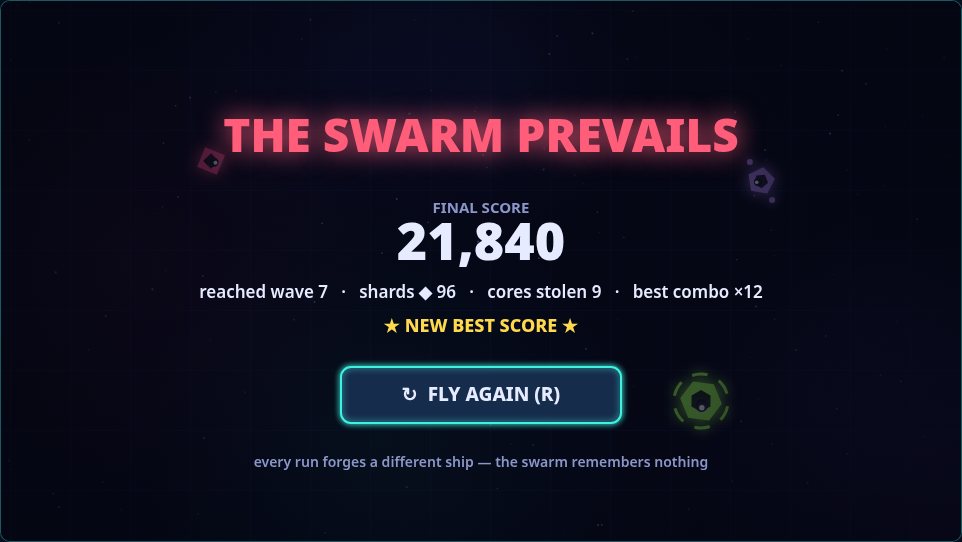 THE SWARM PREVAILS
FINAL SCORE
21,840
reached wave 7 · shards ◆ 96 · cores stolen 9 · best combo ×12
★ NEW BEST SCORE ★
↻ FLY AGAIN (R)
every run forges a different ship — the swarm remembers nothing